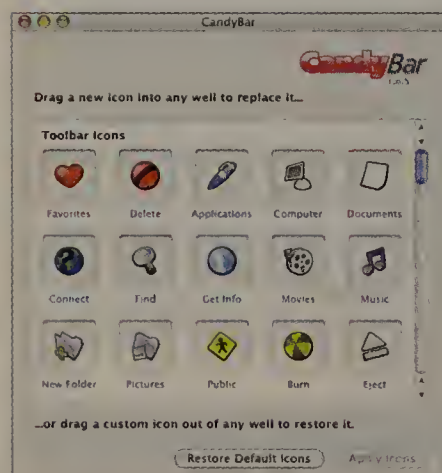 CandyBar
CandyBar
Drag a new icon into any well to replace it...
Toolbar Icons
Favorites Delete Applications Computer Documents
Connect Find Get Info Movies Music
New Folder Pictures Public Burn Eject
...or drag a custom icon out of any well to restore it.
Restore Default Icons Apply Icons